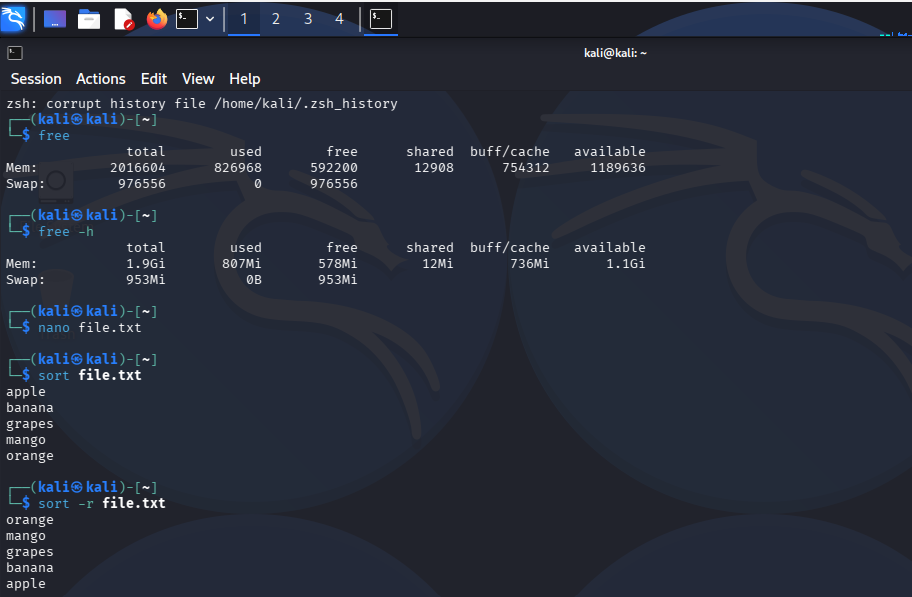 1 2 3 4
kali@kali: ~
Session Actions Edit View Help
zsh: corrupt history file /home/kali/.zsh_history
┌──(kali㉿kali)-[~]
└─$ free
               total        used        free      shared  buff/cache   available
Mem:         2016604      826968      592200       12908      754312     1189636
Swap:         976556           0      976556
┌──(kali㉿kali)-[~]
└─$ free -h
               total        used        free      shared  buff/cache   available
Mem:           1.9Gi       807Mi       578Mi        12Mi       736Mi       1.1Gi
Swap:          953Mi          0B       953Mi
┌──(kali㉿kali)-[~]
└─$ nano file.txt
┌──(kali㉿kali)-[~]
└─$ sort file.txt
apple
banana
grapes
mango
orange
┌──(kali㉿kali)-[~]
└─$ sort -r file.txt
orange
mango
grapes
banana
apple